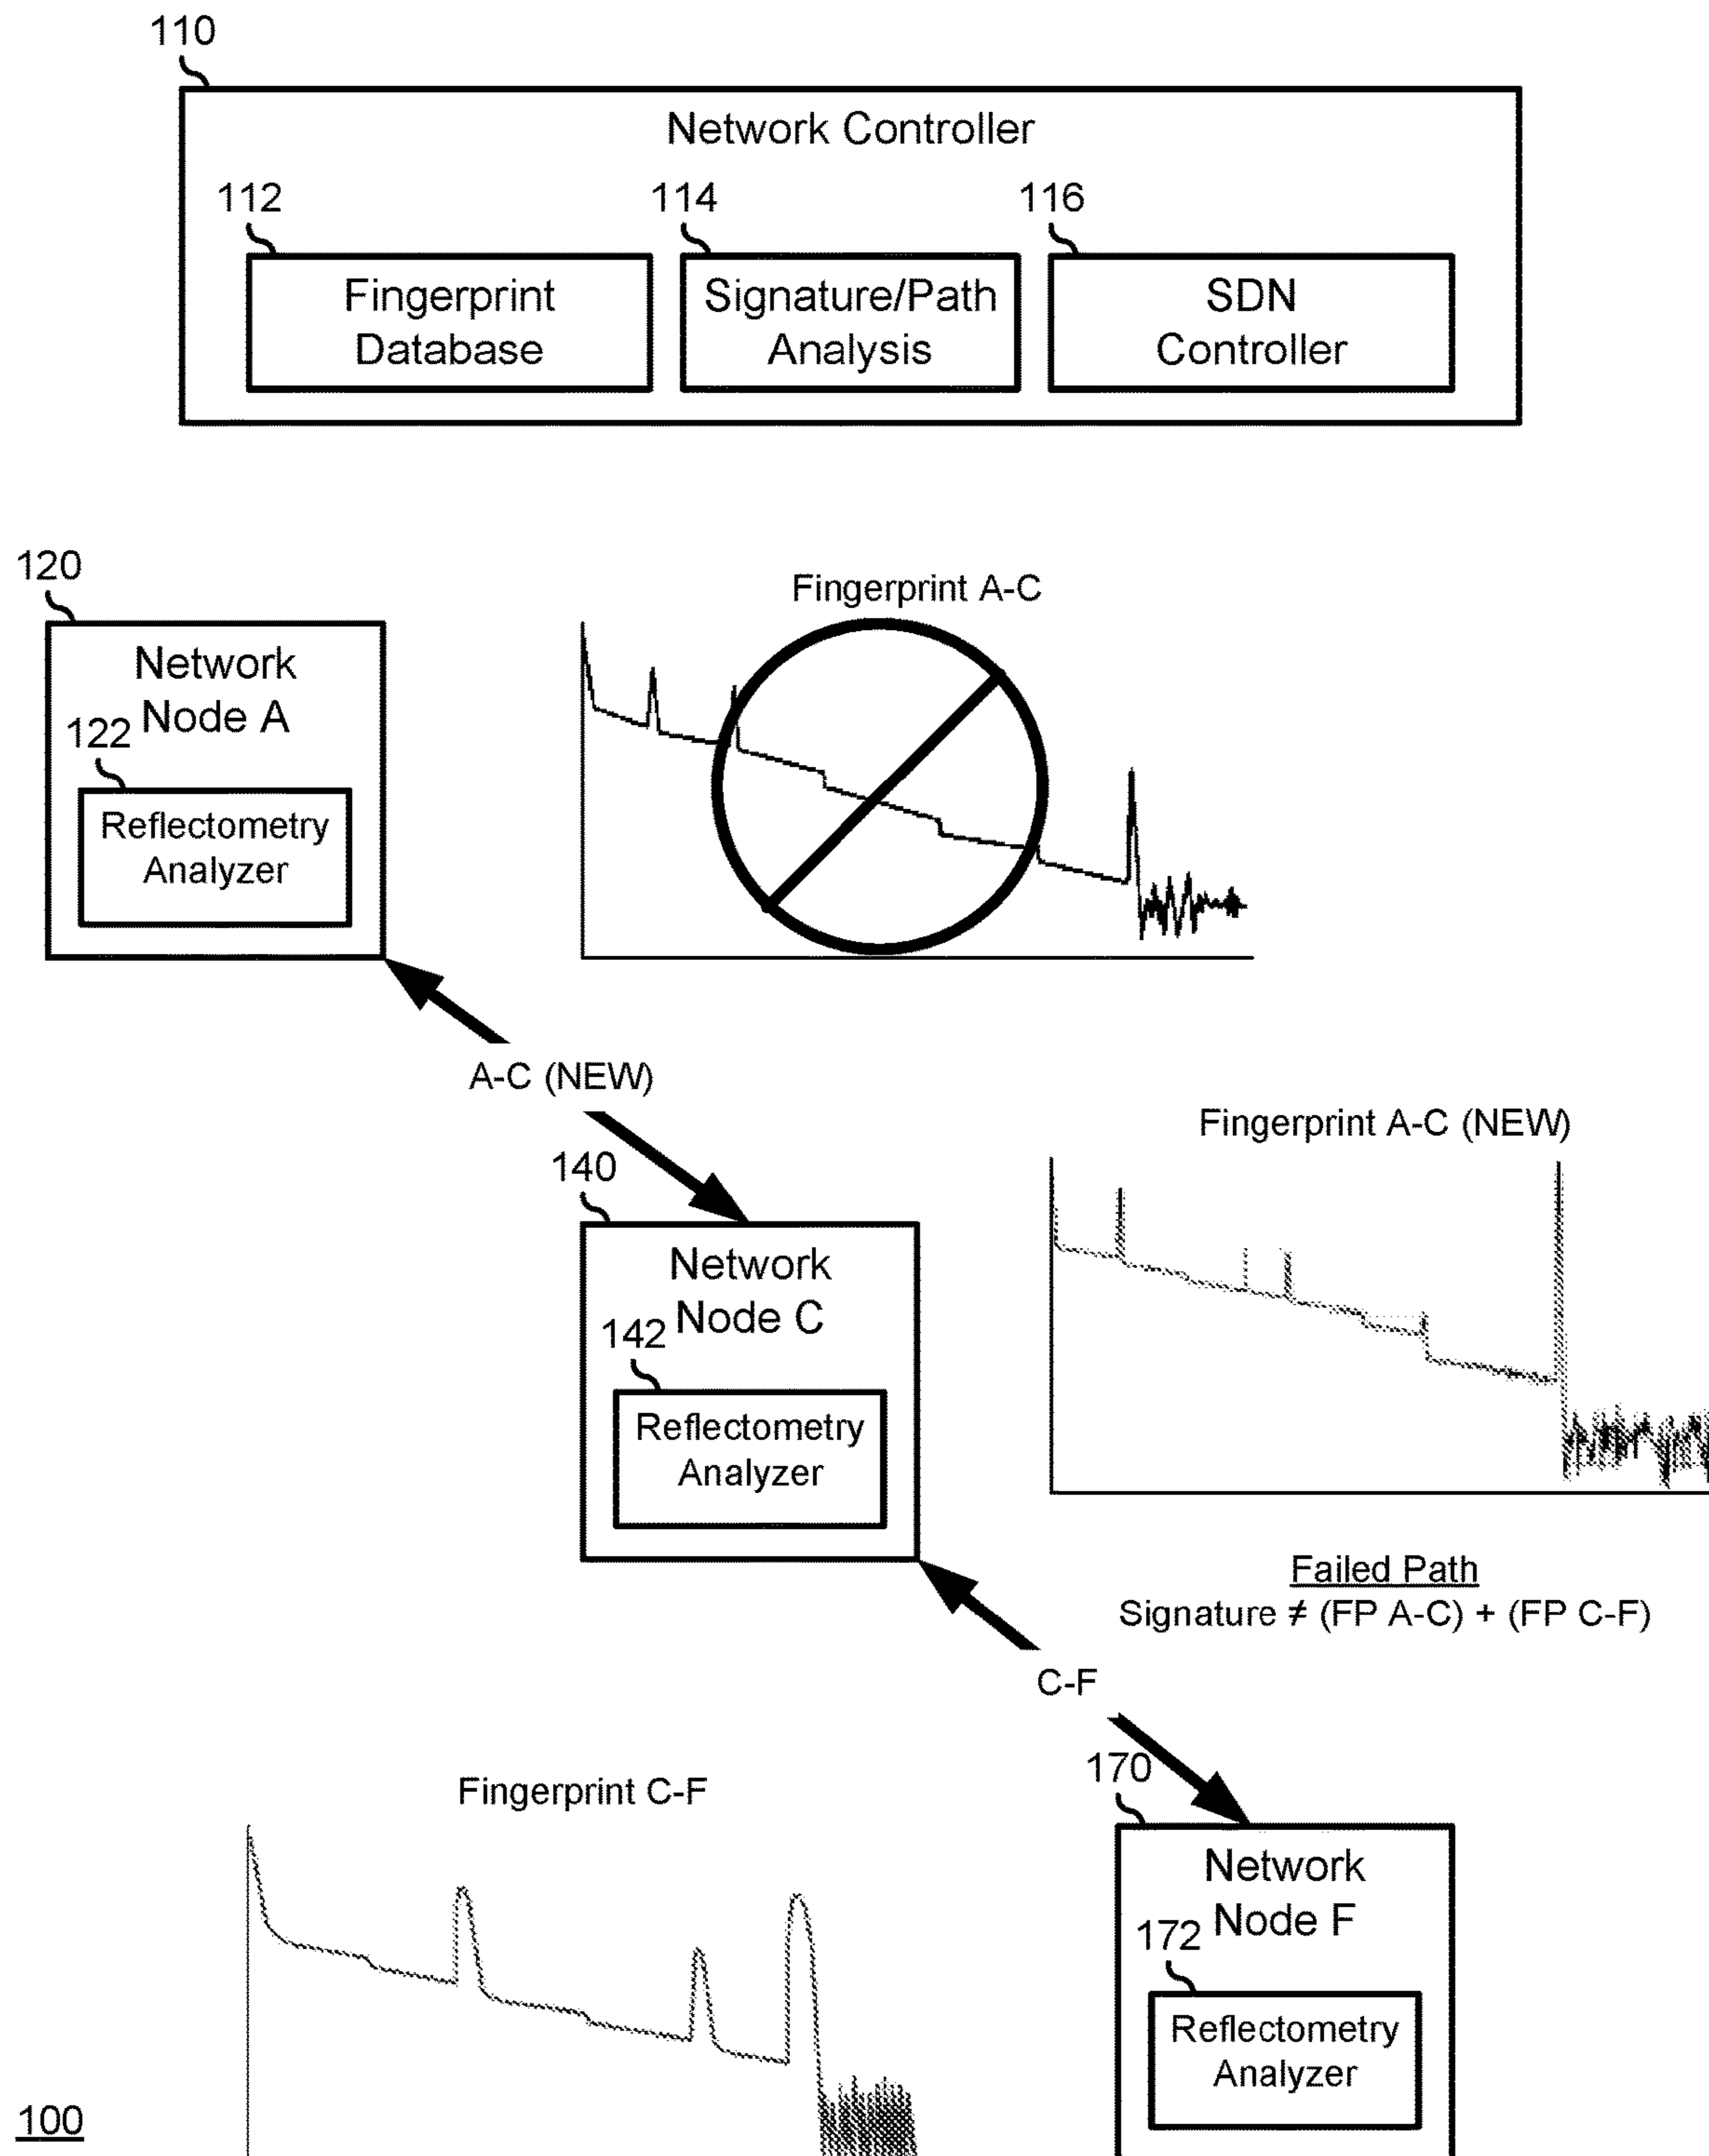 110
Network Controller
112
114
116
Fingerprint
Database
Signature/Path
Analysis
SDN
Controller
120
Network
Node A
122
Reflectometry
Analyzer
Fingerprint A-C
A-C (NEW)
140
Network
Node C
142
Reflectometry
Analyzer
Fingerprint A-C (NEW)
Failed Path
Signature ≠ (FP A-C) + (FP C-F)
C-F
170
Network
Node F
172
Reflectometry
Analyzer
Fingerprint C-F
100